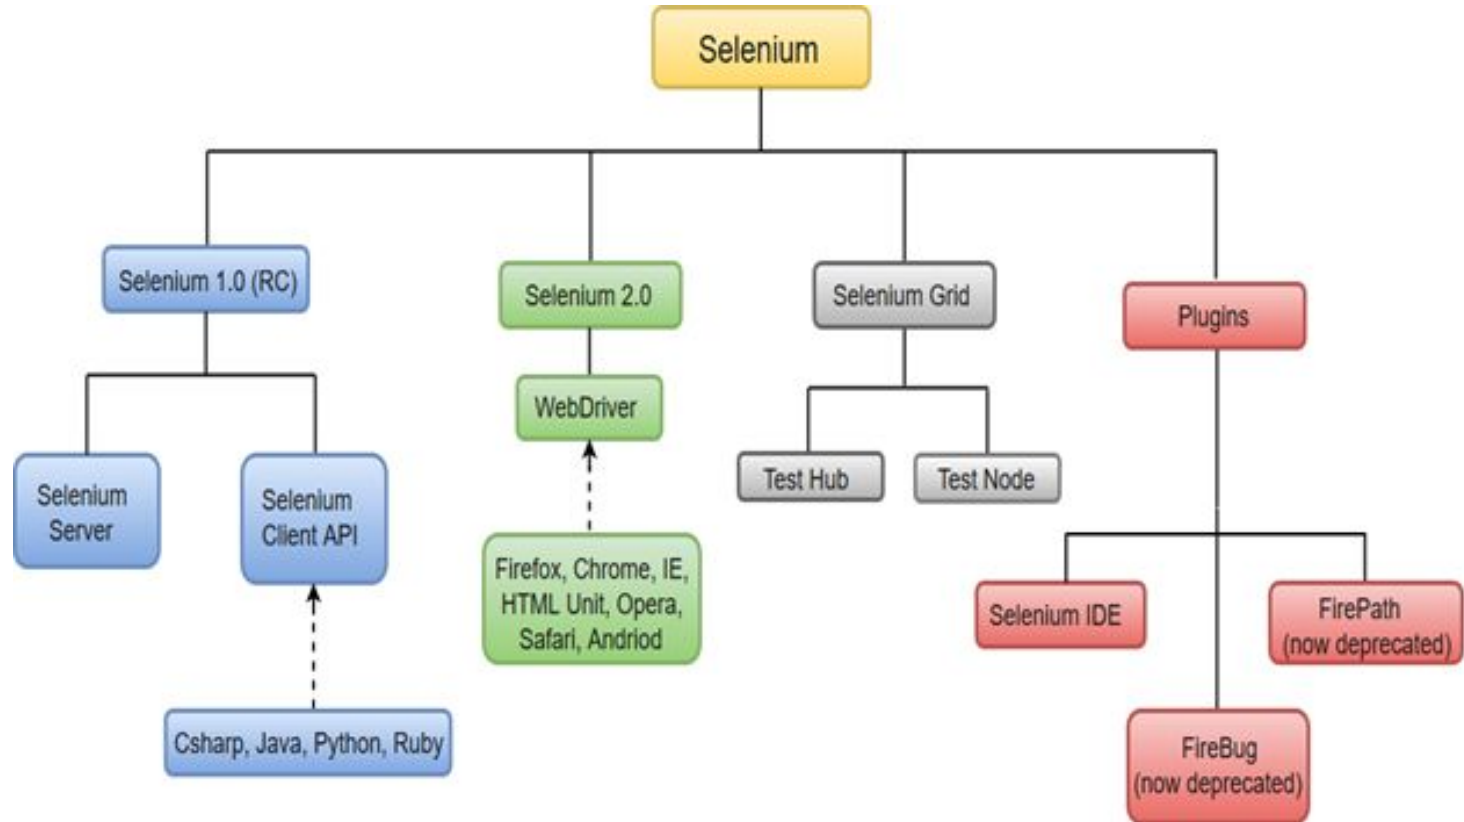 Selenium
Selenium 1.0 (RC)
Selenium 2.0
Selenium Grid
Plugins
WebDriver
Selenium
Server
Selenium
Client API
Test Hub
Test Node
Firefox, Chrome, IE,
HTML Unit, Opera,
Safari, Andriod
Selenium IDE
FirePath
(now deprecated)
Csharp, Java, Python, Ruby
FireBug
(now deprecated)